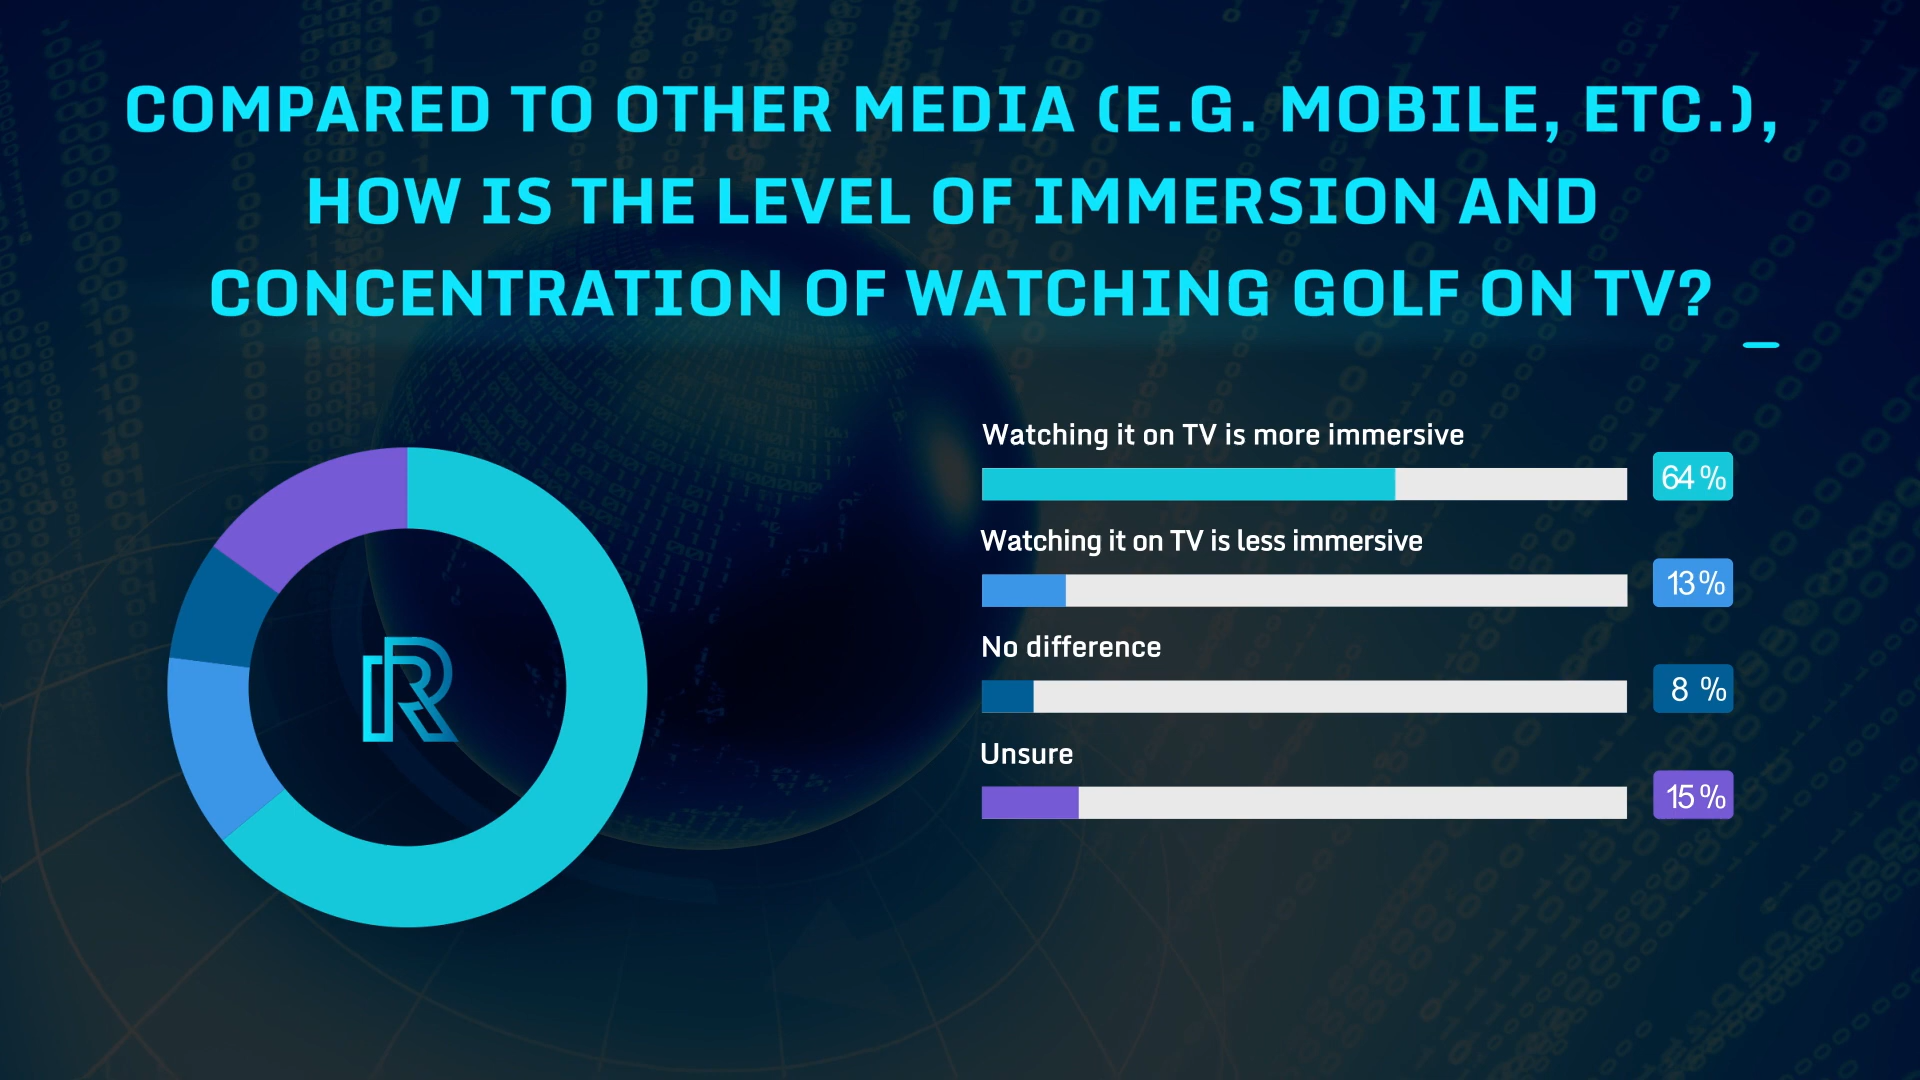 COMPARED TO OTHER MEDIA (E.G. MOBILE, ETC.),
HOW IS THE LEVEL OF IMMERSION AND
CONCENTRATION OF WATCHING GOLF ON TV?
Watching it on TV is more immersive
64%
Watching it on TV is less immersive
13%
No difference
8 %
Unsure
15%
R